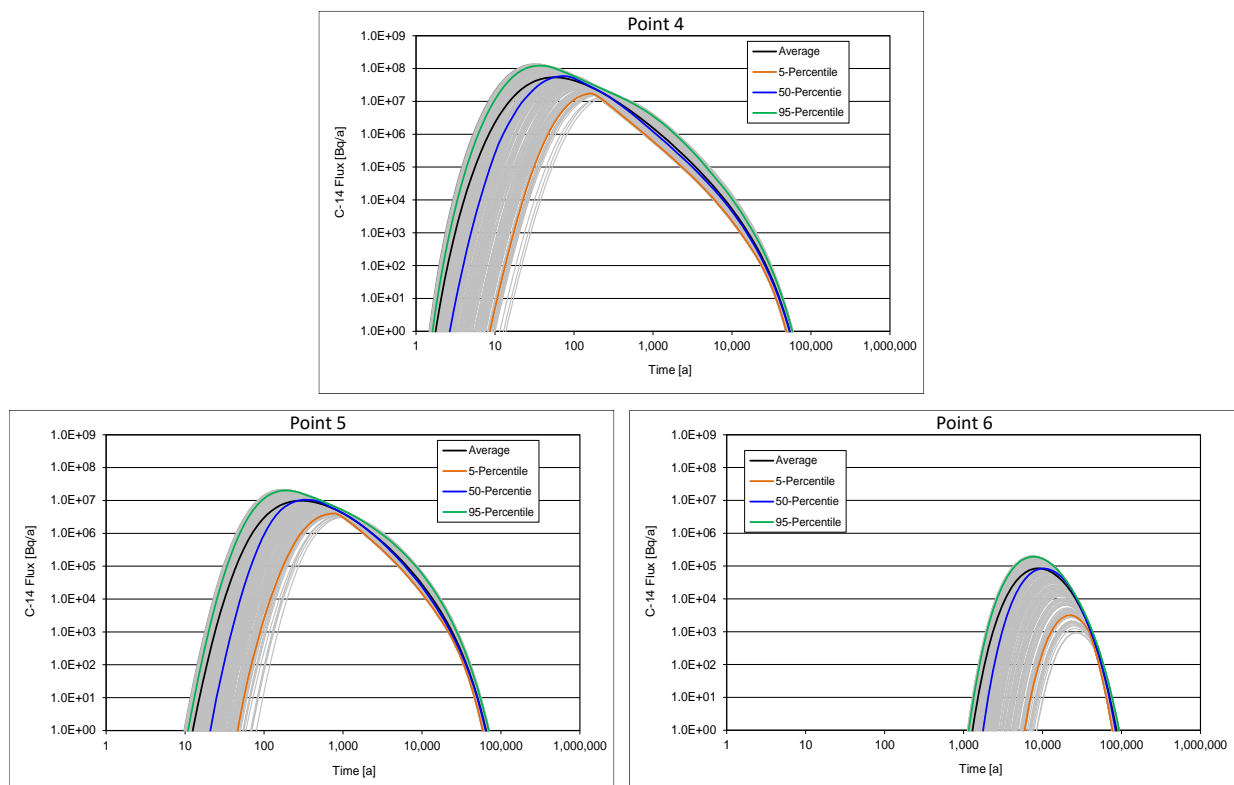 Point 4
1.0E+09
1.0E+08
1.0E+07
1.0E+06
1.0E+05
1.0E+04
1.0E+03
1.0E+02
1.0E+01
1.0E+00
C-14 Flux [Bq/a]
Average
5-Percentile
50-Percentie
95-Percentile
1 10 100 1,000 10,000 100,000 1,000,000
Time [a]
Point 5
1.0E+09
1.0E+08
1.0E+07
1.0E+06
1.0E+05
1.0E+04
1.0E+03
1.0E+02
1.0E+01
1.0E+00
C-14 Flux [Bq/a]
Average
5-Percentile
50-Percentie
95-Percentile
1 10 100 1,000 10,000 100,000 1,000,000
Time [a]
Point 6
1.0E+09
1.0E+08
1.0E+07
1.0E+06
1.0E+05
1.0E+04
1.0E+03
1.0E+02
1.0E+01
1.0E+00
C-14 Flux [Bq/a]
Average
5-Percentile
50-Percentie
95-Percentile
1 10 100 1,000 10,000 100,000 1,000,000
Time [a]